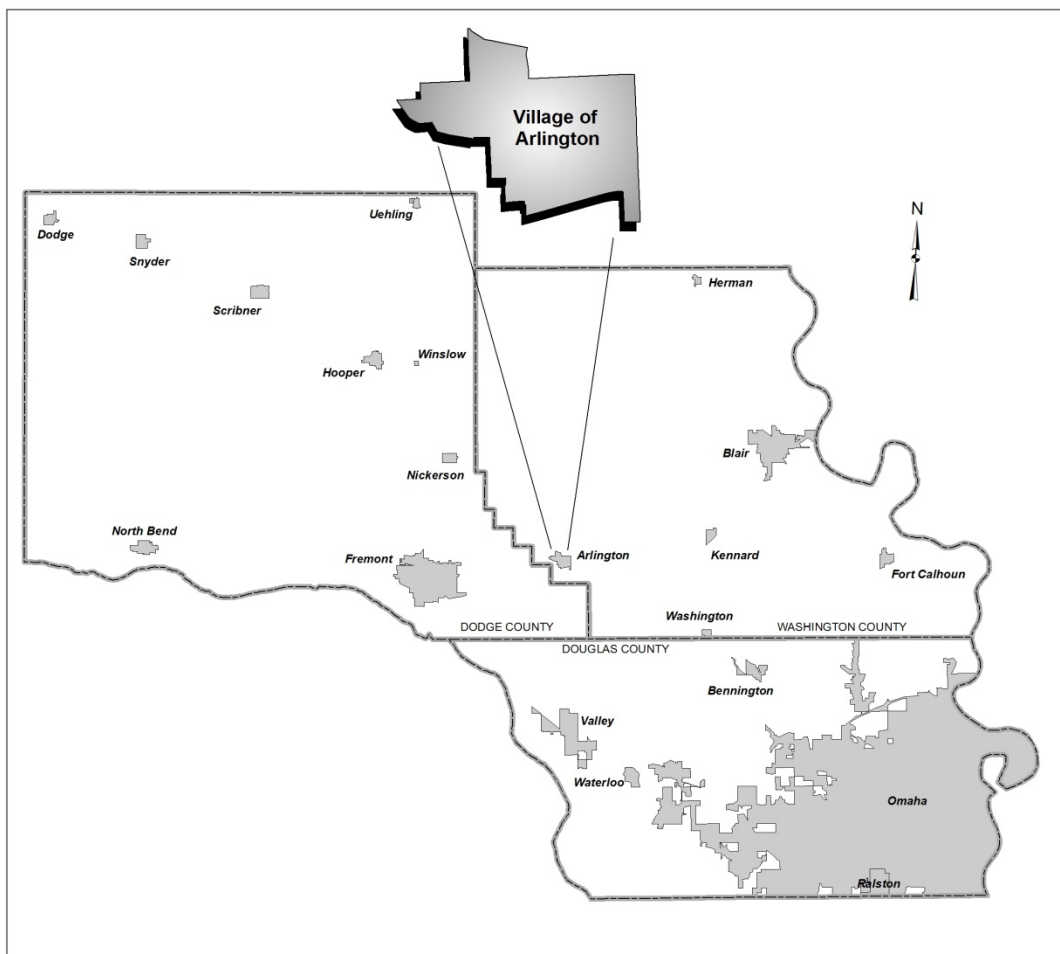 Village of
Arlington
Uehling
Dodge
N
Snyder
Herman
Scribner
Winslow
Hooper
Blair
Nickerson
North Bend
Fremont
Arlington
Kennard
Fort Calhoun
Washington
DODGE COUNTY
WASHINGTON COUNTY
DOUGLAS COUNTY
Bennington
Valley
Waterloo
Omaha
Ralston